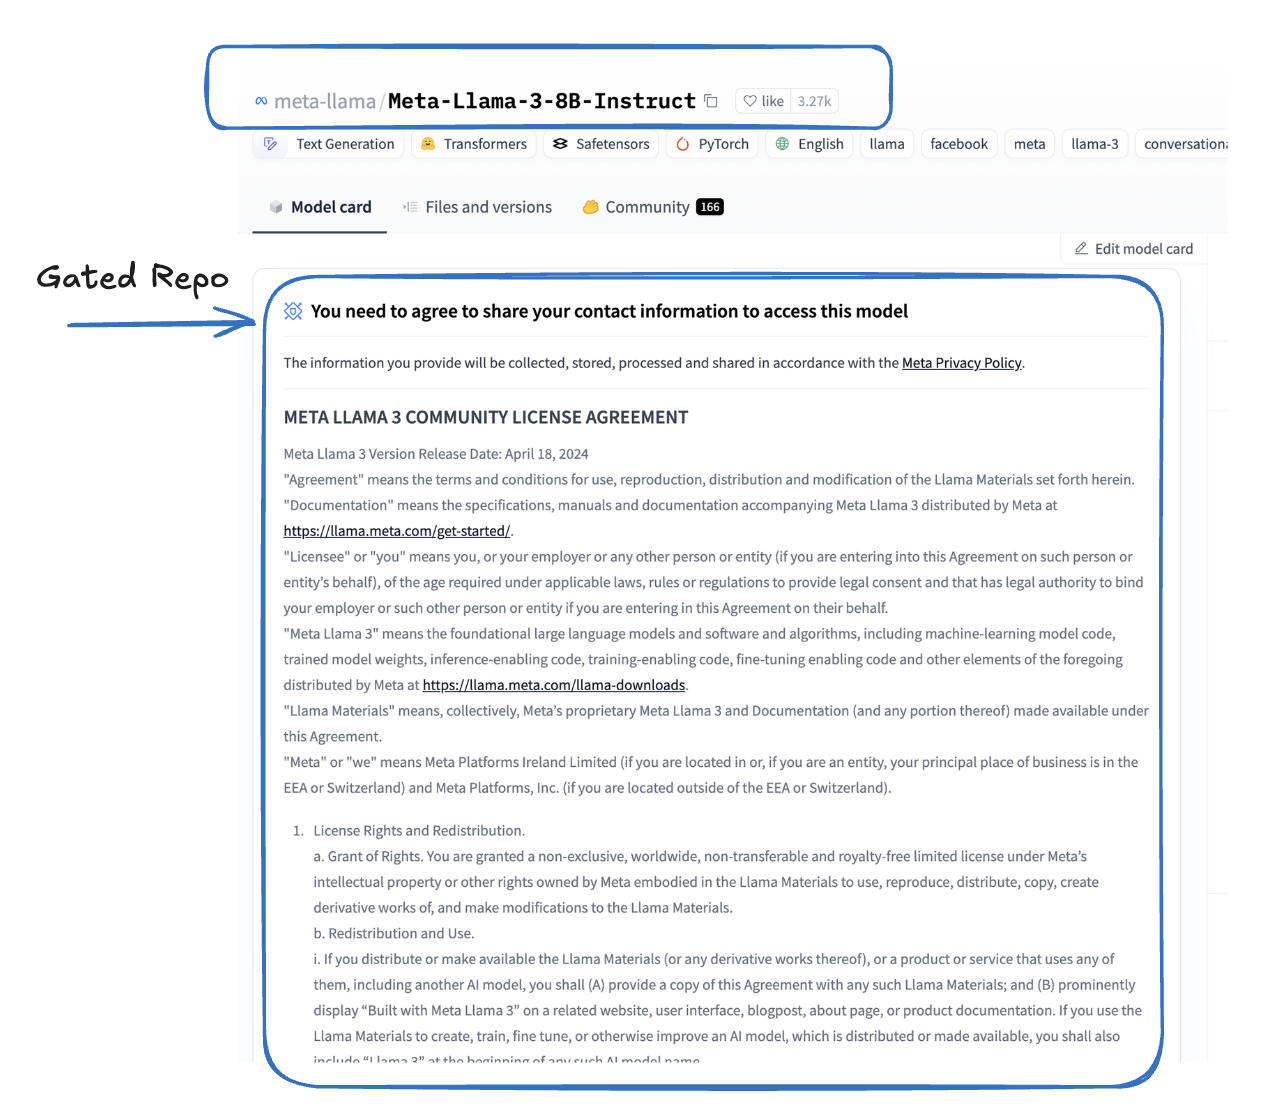 meta-llama/Meta-Llama-3-8B-Instruct like 3.27k
Text Generation Transformers Safetensors PyTorch English llama facebook meta llama-3 conversationa
Model card Files and versions Community 166
Edit model card
Gated Repo
You need to agree to share your contact information to access this model
The information you provide will be collected, stored, processed and shared in accordance with the Meta Privacy Policy.
META LLAMA 3 COMMUNITY LICENSE AGREEMENT
Meta Llama 3 Version Release Date: April 18, 2024
"Agreement" means the terms and conditions for use, reproduction, distribution and modification of the Llama Materials set forth herein.
"Documentation" means the specifications, manuals and documentation accompanying Meta Llama 3 distributed by Meta at
https://llama.meta.com/get-started/.
"Licensee" or "you" means you, or your employer or any other person or entity (if you are entering into this Agreement on such person or
entity’s behalf), of the age required under applicable laws, rules or regulations to provide legal consent and that has legal authority to bind
your employer or such other person or entity if you are entering in this Agreement on their behalf.
"Meta Llama 3" means the foundational large language models and software and algorithms, including machine-learning model code,
trained model weights, inference-enabling code, training-enabling code, fine-tuning enabling code and other elements of the foregoing
distributed by Meta at https://llama.meta.com/llama-downloads.
"Llama Materials" means, collectively, Meta’s proprietary Meta Llama 3 and Documentation (and any portion thereof) made available under
this Agreement.
"Meta" or "we" means Meta Platforms Ireland Limited (if you are located in or, if you are an entity, your principal place of business is in the
EEA or Switzerland) and Meta Platforms, Inc. (if you are located outside of the EEA or Switzerland).
1. License Rights and Redistribution.
a. Grant of Rights. You are granted a non-exclusive, worldwide, non-transferable and royalty-free limited license under Meta’s
intellectual property or other rights owned by Meta embodied in the Llama Materials to use, reproduce, distribute, copy, create
derivative works of, and make modifications to the Llama Materials.
b. Redistribution and Use.
i. If you distribute or make available the Llama Materials (or any derivative works thereof), or a product or service that uses any of
them, including another AI model, you shall (A) provide a copy of this Agreement with any such Llama Materials; and (B) prominently
display “Built with Meta Llama 3” on a related website, user interface, blogpost, about page, or product documentation. If you use the
Llama Materials to create, train, fine tune, or otherwise improve an AI model, which is distributed or made available, you shall also
include “Llama 3” at the beginning of any such AI model name.